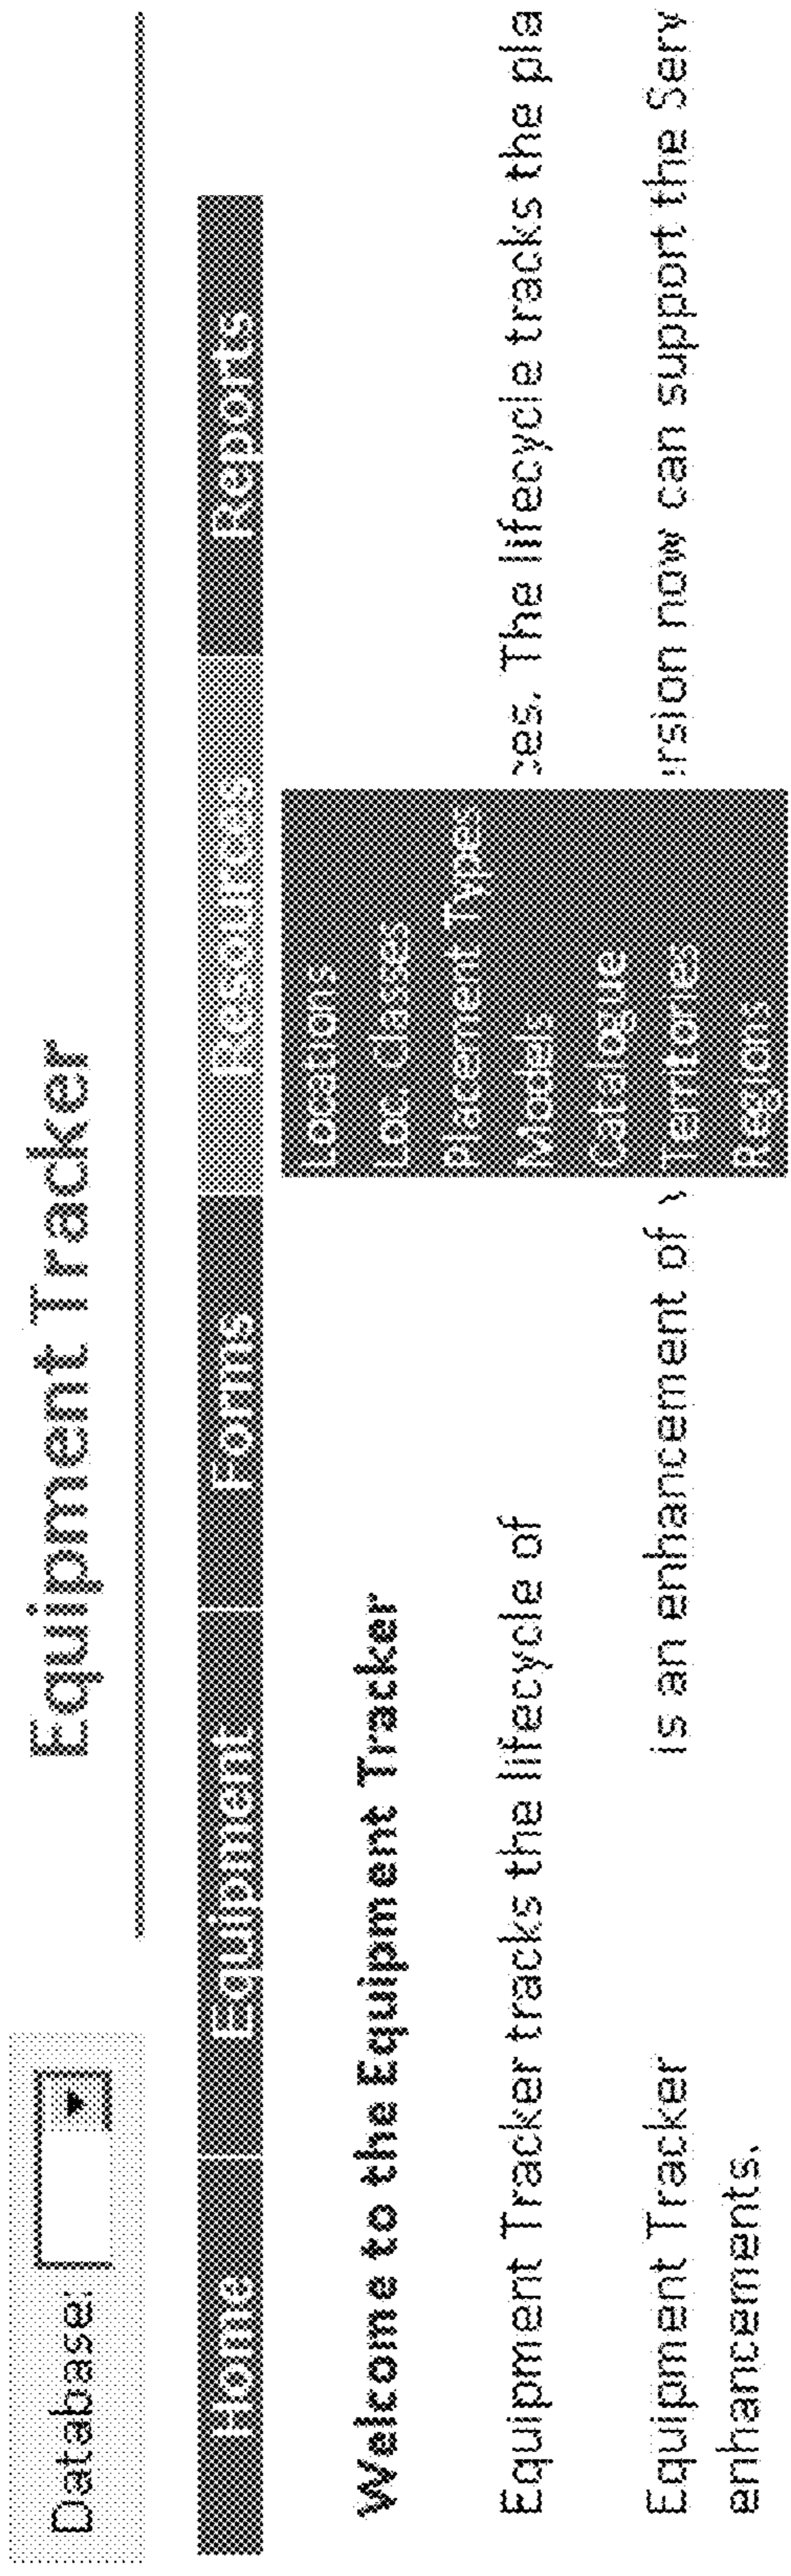 Database:
Equipment Tracker
Home Equipment Forms Resources Reports
Locations
Loc. Classes
Placement Types
Models
Catalogue
Territories
Regions
Welcome to the Equipment Tracker
Equipment Tracker tracks the lifecycle of ces. The lifecycle tracks the pla
Equipment Tracker is an enhancement of v rsion now can support the Serv
enhancements.